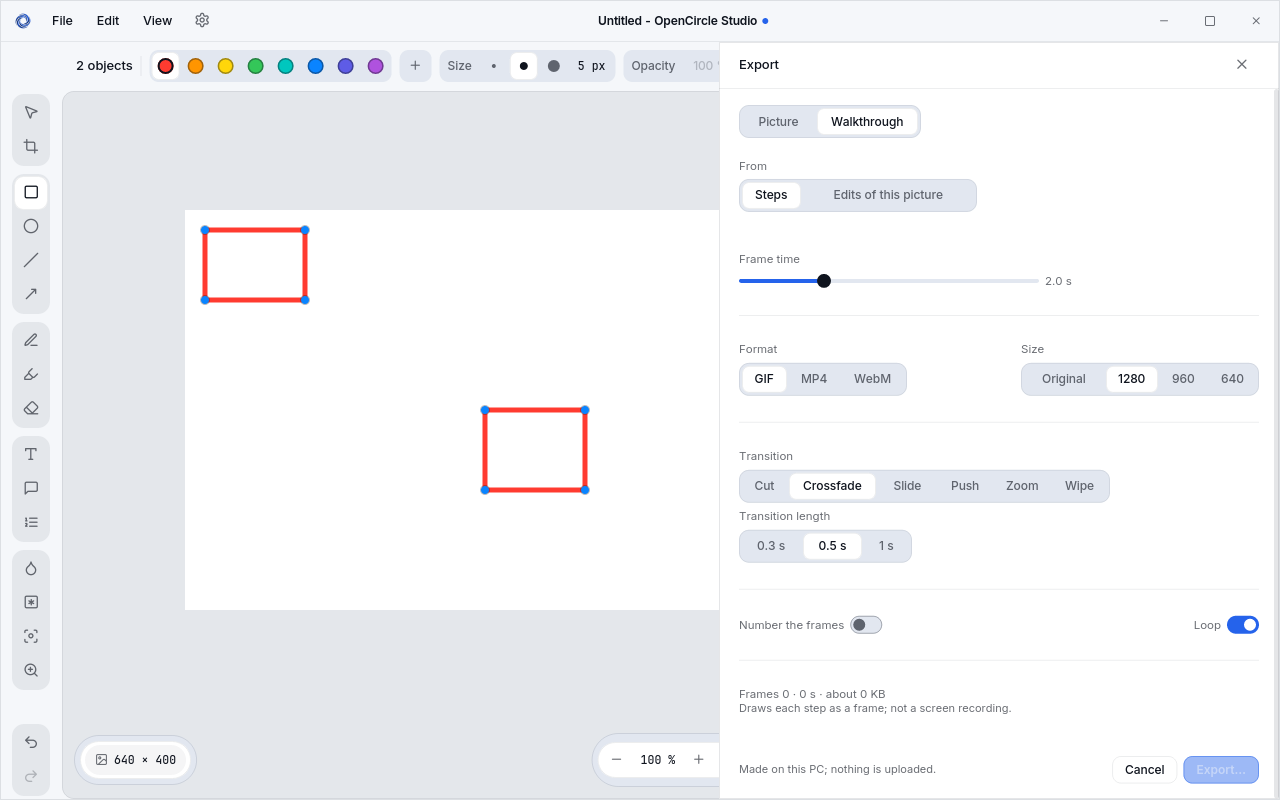 File Edit View
Untitled - OpenCircle Studio
2 objects
Size
5 px
Opacity
100
Export
Picture
Walkthrough
From
Steps
Edits of this picture
Frame time
2.0 s
Format
Size
GIF
MP4
WebM
Original
1280
960
640
Transition
Cut
Crossfade
Slide
Push
Zoom
Wipe
Transition length
0.3 s
0.5 s
1 s
Number the frames
Loop
Frames 0 · 0 s · about 0 KB
Draws each step as a frame; not a screen recording.
640 × 400
100 %
Made on this PC; nothing is uploaded.
Cancel
Export...